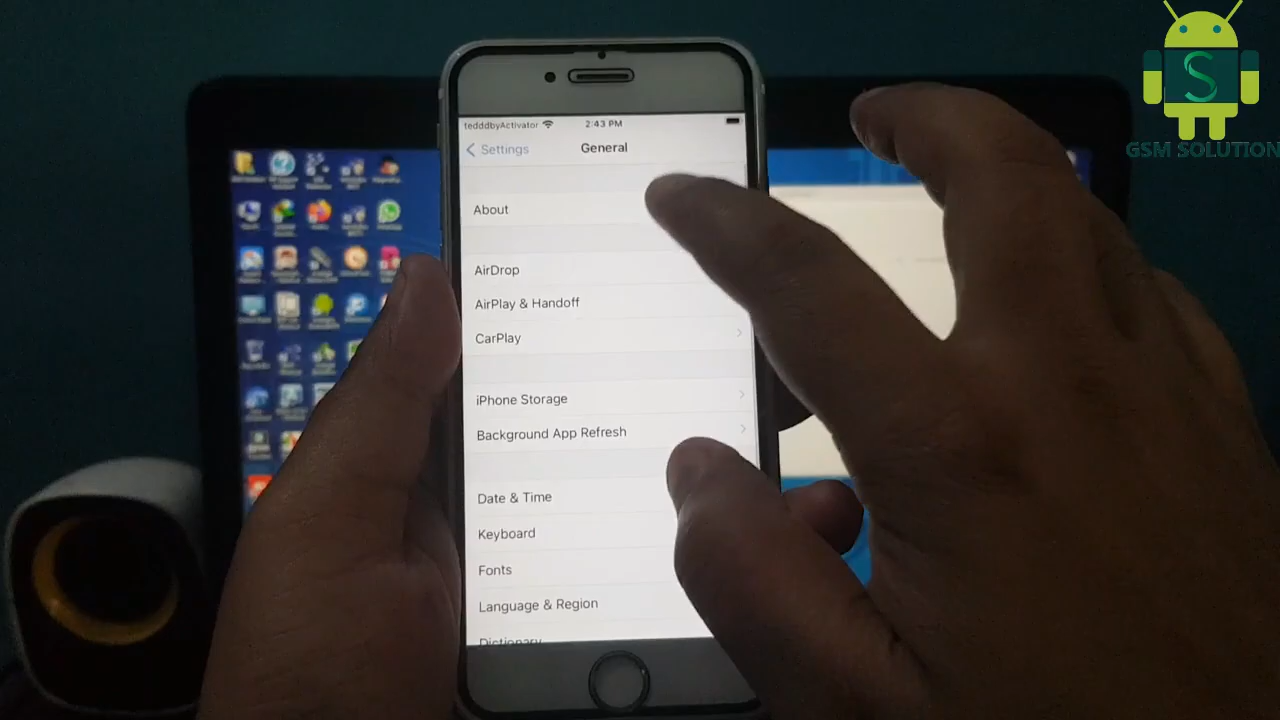 GSM SOLUTION
tedddbyActivator
2:43 PM
Settings
General
About
AirDrop
AirPlay & Handoff
CarPlay
iPhone Storage
Background App Refresh
Date & Time
Keyboard
Fonts
Language & Region
Dictionary